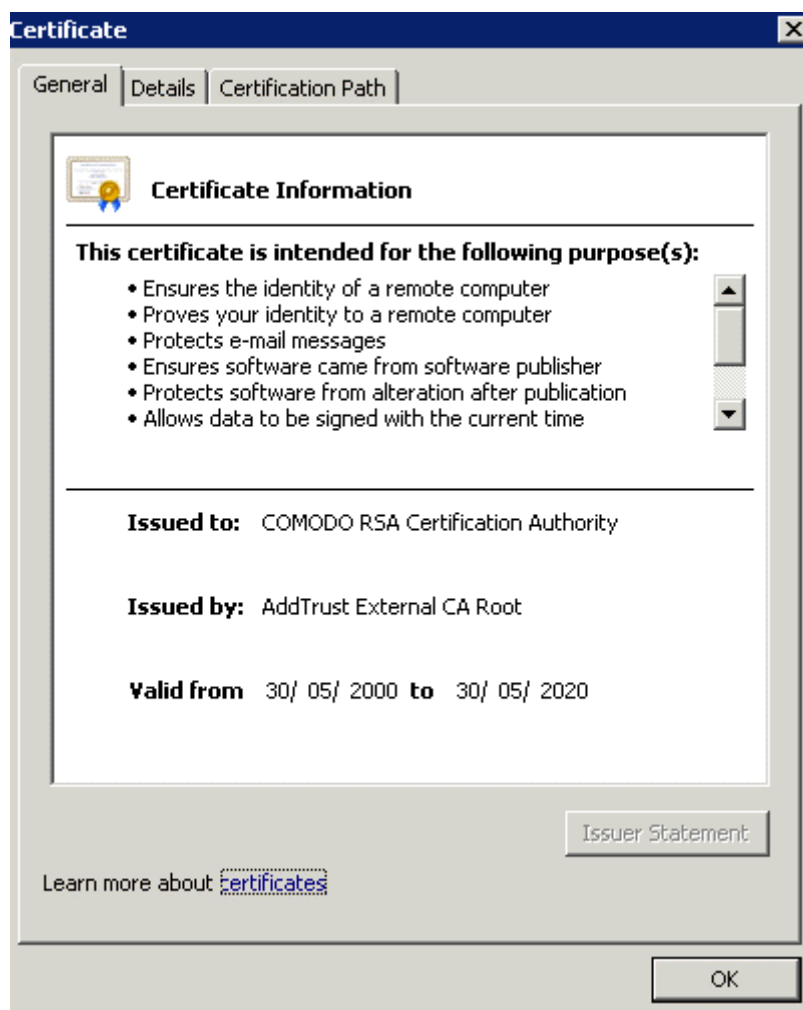 Certificate
General
Details
Certification Path
Certificate Information
This certificate is intended for the following purpose(s):
• Ensures the identity of a remote computer
• Proves your identity to a remote computer
• Protects e-mail messages
• Ensures software came from software publisher
• Protects software from alteration after publication
• Allows data to be signed with the current time
Issued to: COMODO RSA Certification Authority
Issued by: AddTrust External CA Root
Valid from 30/ 05/ 2000 to 30/ 05/ 2020
Issuer Statement
Learn more about certificates
OK